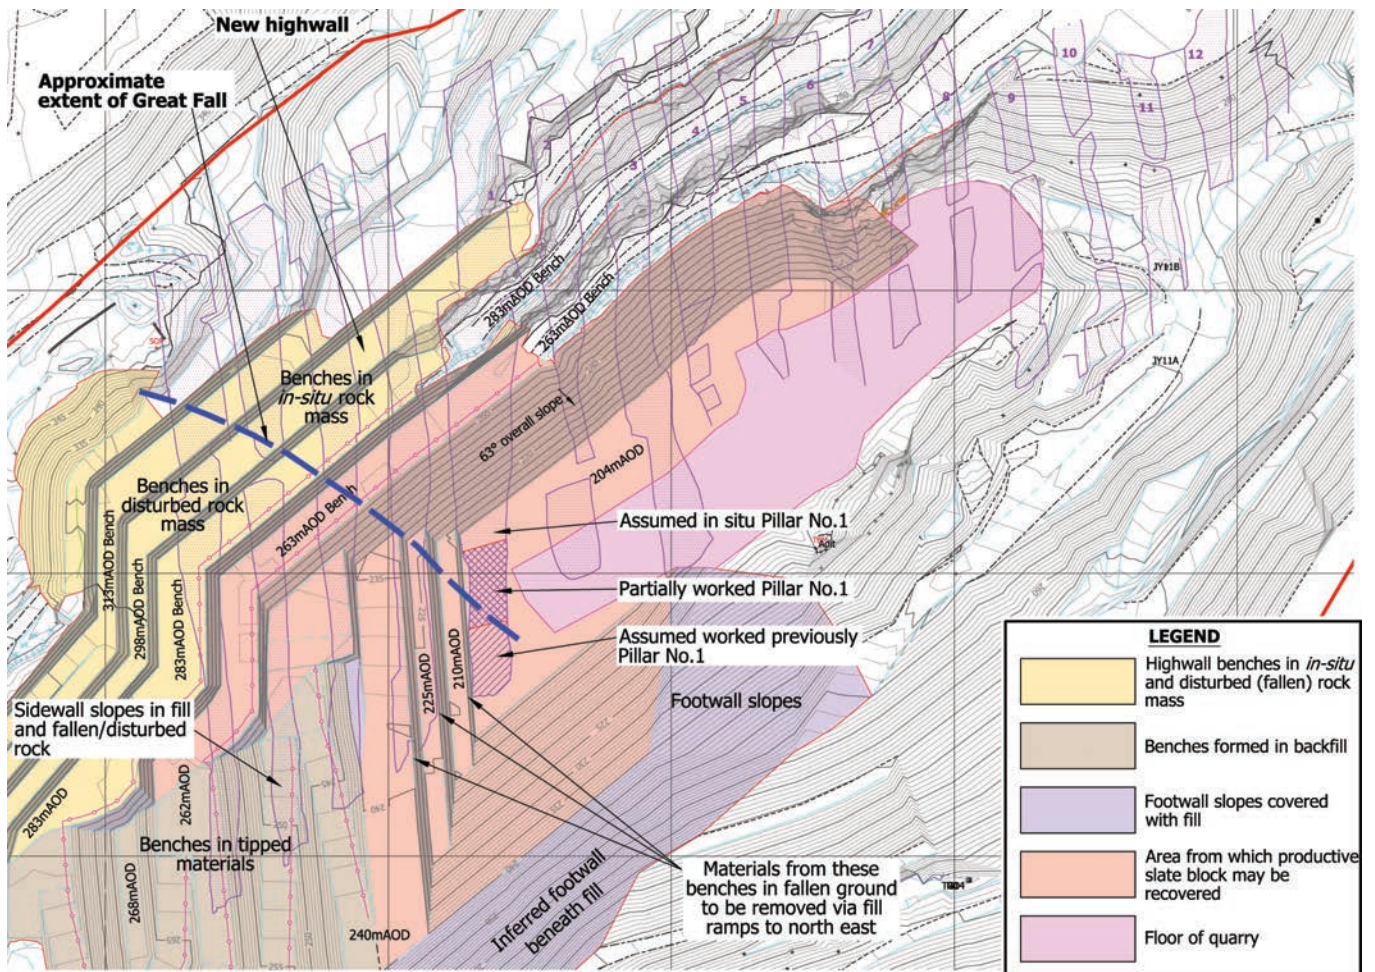 New highwall
Approximate
extent of Great Fall
1
2
3
4
5
6
7
8
9
10
11
12
JY11B
JY11A
283mAOD Bench
263mAOD Bench
Benches in
in-situ rock
mass
63° overall slope
204mAOD
Benches in
disturbed rock
mass
263mAOD Bench
313mAOD Bench
298mAOD Bench
283mAOD Bench
Assumed in situ Pillar No.1
Adit
Partially worked Pillar No.1
Assumed worked previously
Pillar No.1
235
225mAOD
210mAOD
Footwall slopes
Sidewall slopes in fill
and fallen/disturbed
rock
283mAOD
262mAOD
268mAOD
Benches in tipped
materials
240
240mAOD
Inferred footwall
beneath fill
Materials from these
benches in fallen ground
to be removed via fill
ramps to north east
LEGEND
Highwall benches in in-situ
and disturbed (fallen) rock
mass
Benches formed in backfill
Footwall slopes covered
with fill
Area from which productive
slate block may be
recovered
Floor of quarry